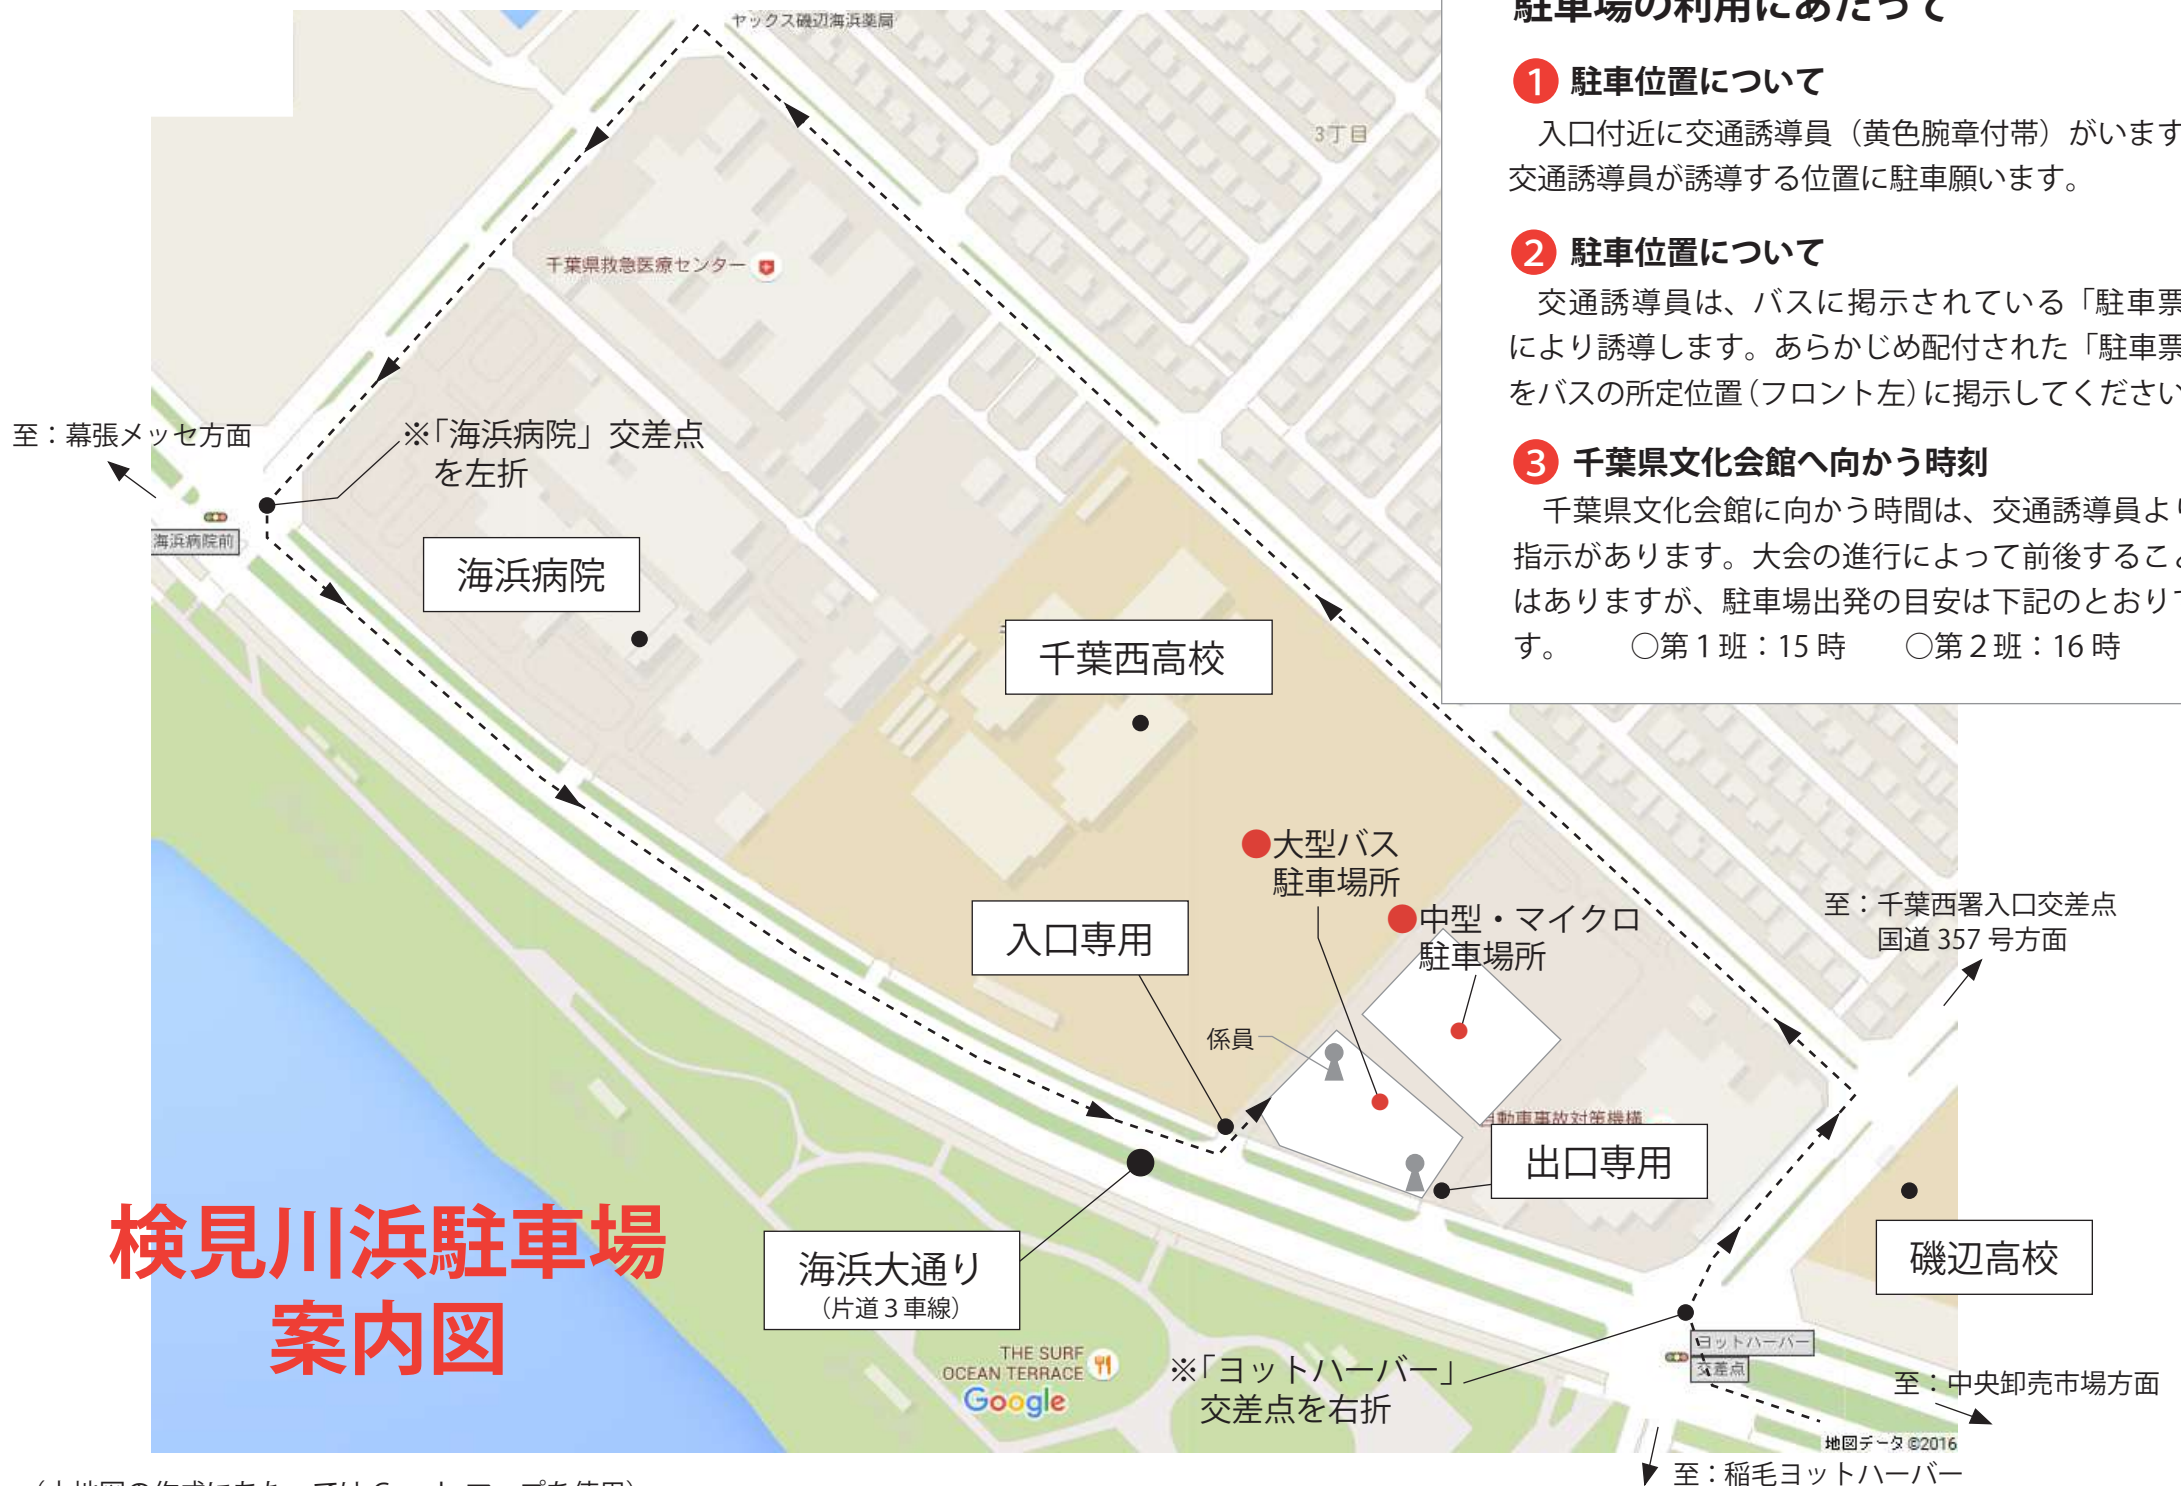 駐車場の利用にあたって
1 駐車位置について
入口付近に交通誘導員（黄色腕章付帯）がいます
交通誘導員が誘導する位置に駐車願います。
2 駐車位置について
交通誘導員は、バスに掲示されている「駐車票
により誘導します。あらかじめ配付された「駐車票
をバスの所定位置（フロント左）に掲示してください
3 千葉県文化会館へ向かう時刻
千葉県文化会館に向かう時間は、交通誘導員より
指示があります。大会の進行によって前後すること
はありますが、駐車場出発の目安は下記のとおりで
す。　○第１班：15 時　○第２班：16 時
ヤックス磯辺海浜薬局
3丁目
千葉県救急医療センター
至：幕張メッセ方面
※「海浜病院」交差点
を左折
海浜病院前
海浜病院
千葉西高校
●大型バス
駐車場所
●中型・マイクロ
駐車場所
入口専用
係員
至：千葉西署入口交差点
国道 357 号方面
自動車事故対策機構
出口専用
磯辺高校
検見川浜駐車場
案内図
海浜大通り
（片道３車線）
THE SURF
OCEAN TERRACE
Google
※「ヨットハーバー」
交差点を右折
ヨットハーバー
交差点
至：中央卸売市場方面
地図データ ©2016
至：稲毛ヨットハーバー